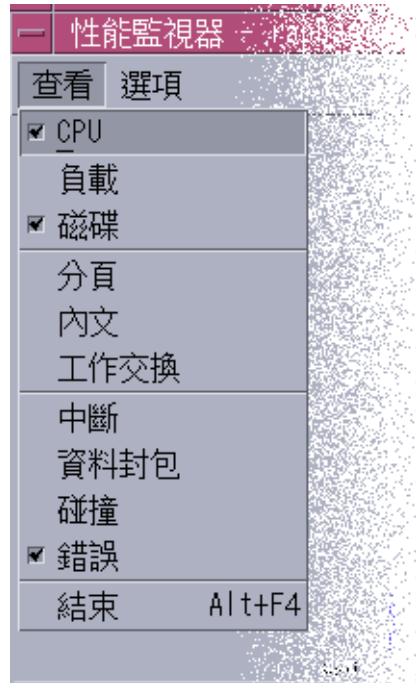 性能監視器 -
查看 選項
CPU
負載
磁碟
分頁
內文
工作交換
中斷
資料封包
碰撞
錯誤
結束 Alt+F4